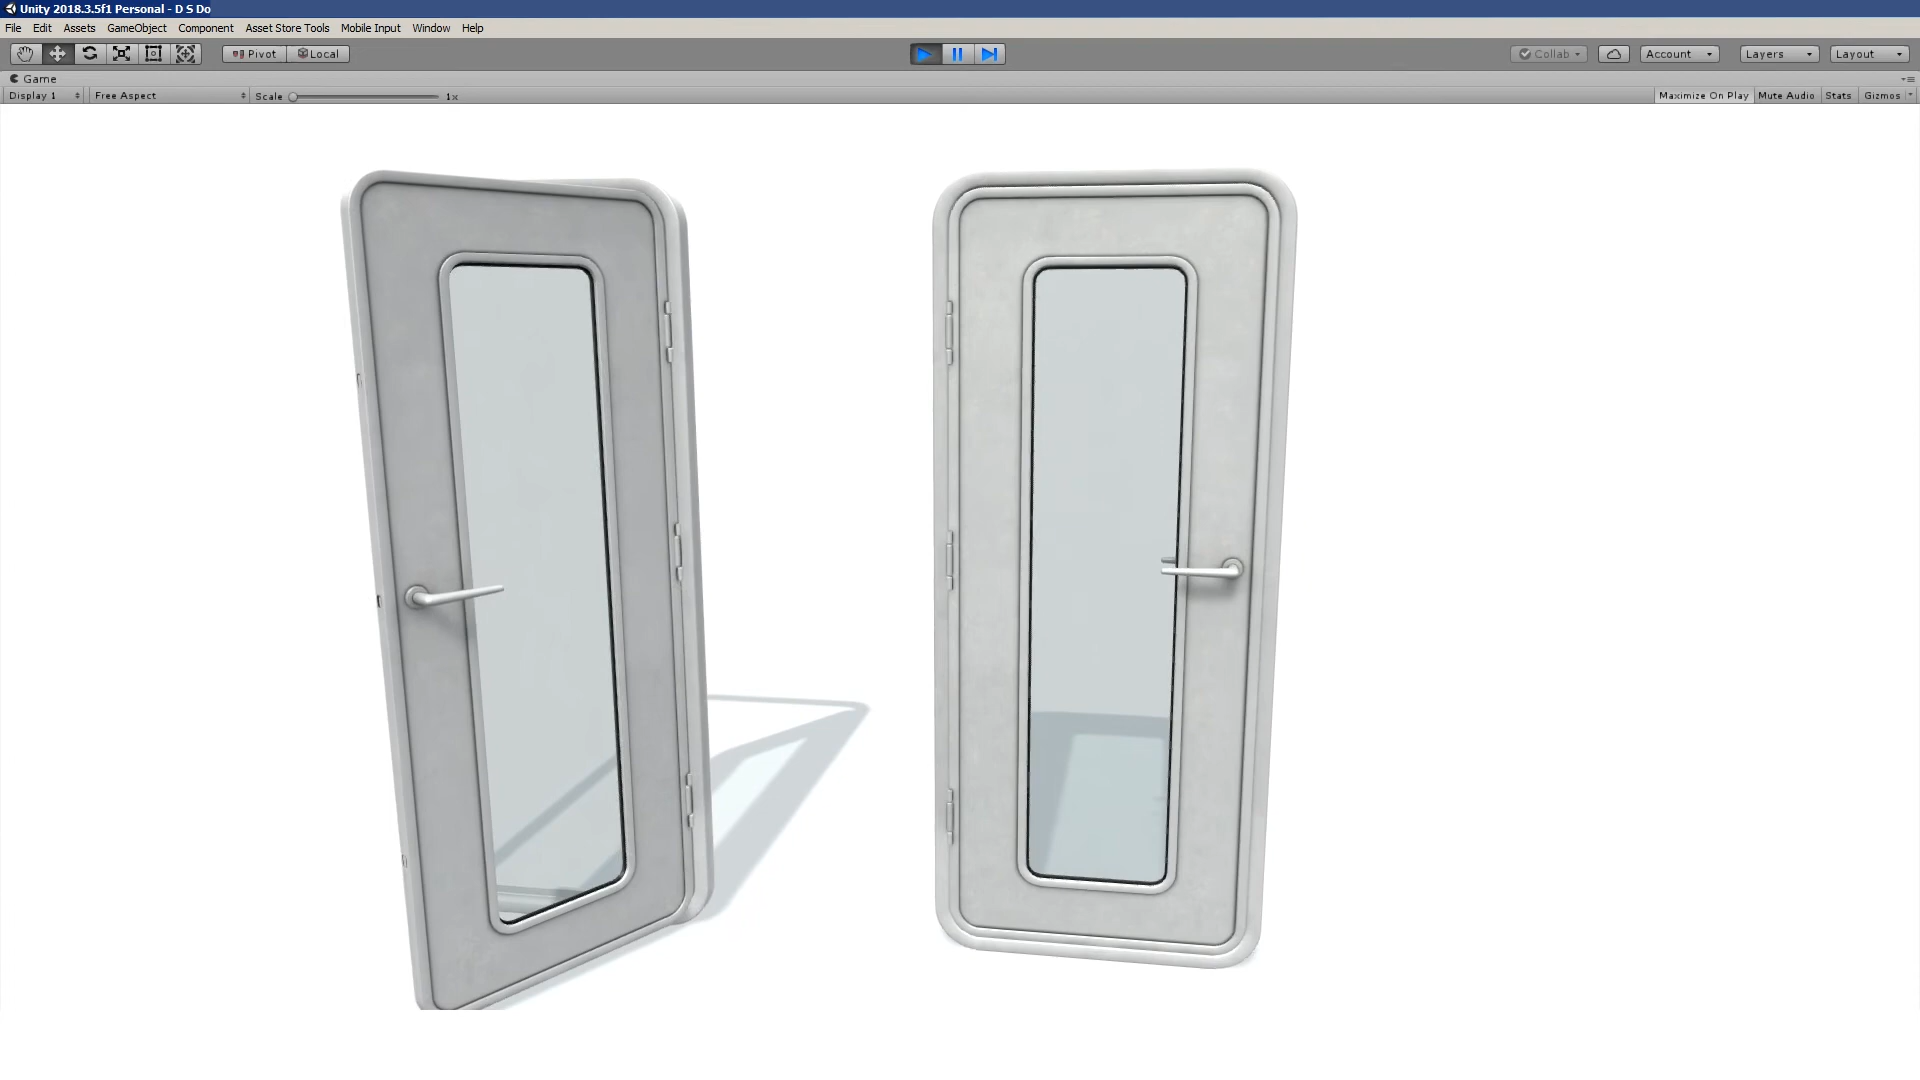 Unity 2018.3.5f1 Personal - D S Do
File Edit Assets GameObject Component Asset Store Tools Mobile Input Window Help
Pivot Local Collab Account Layers Layout
Game
Display 1 Free Aspect Scale 1x Maximize On Play Mute Audio Stats Gizmos